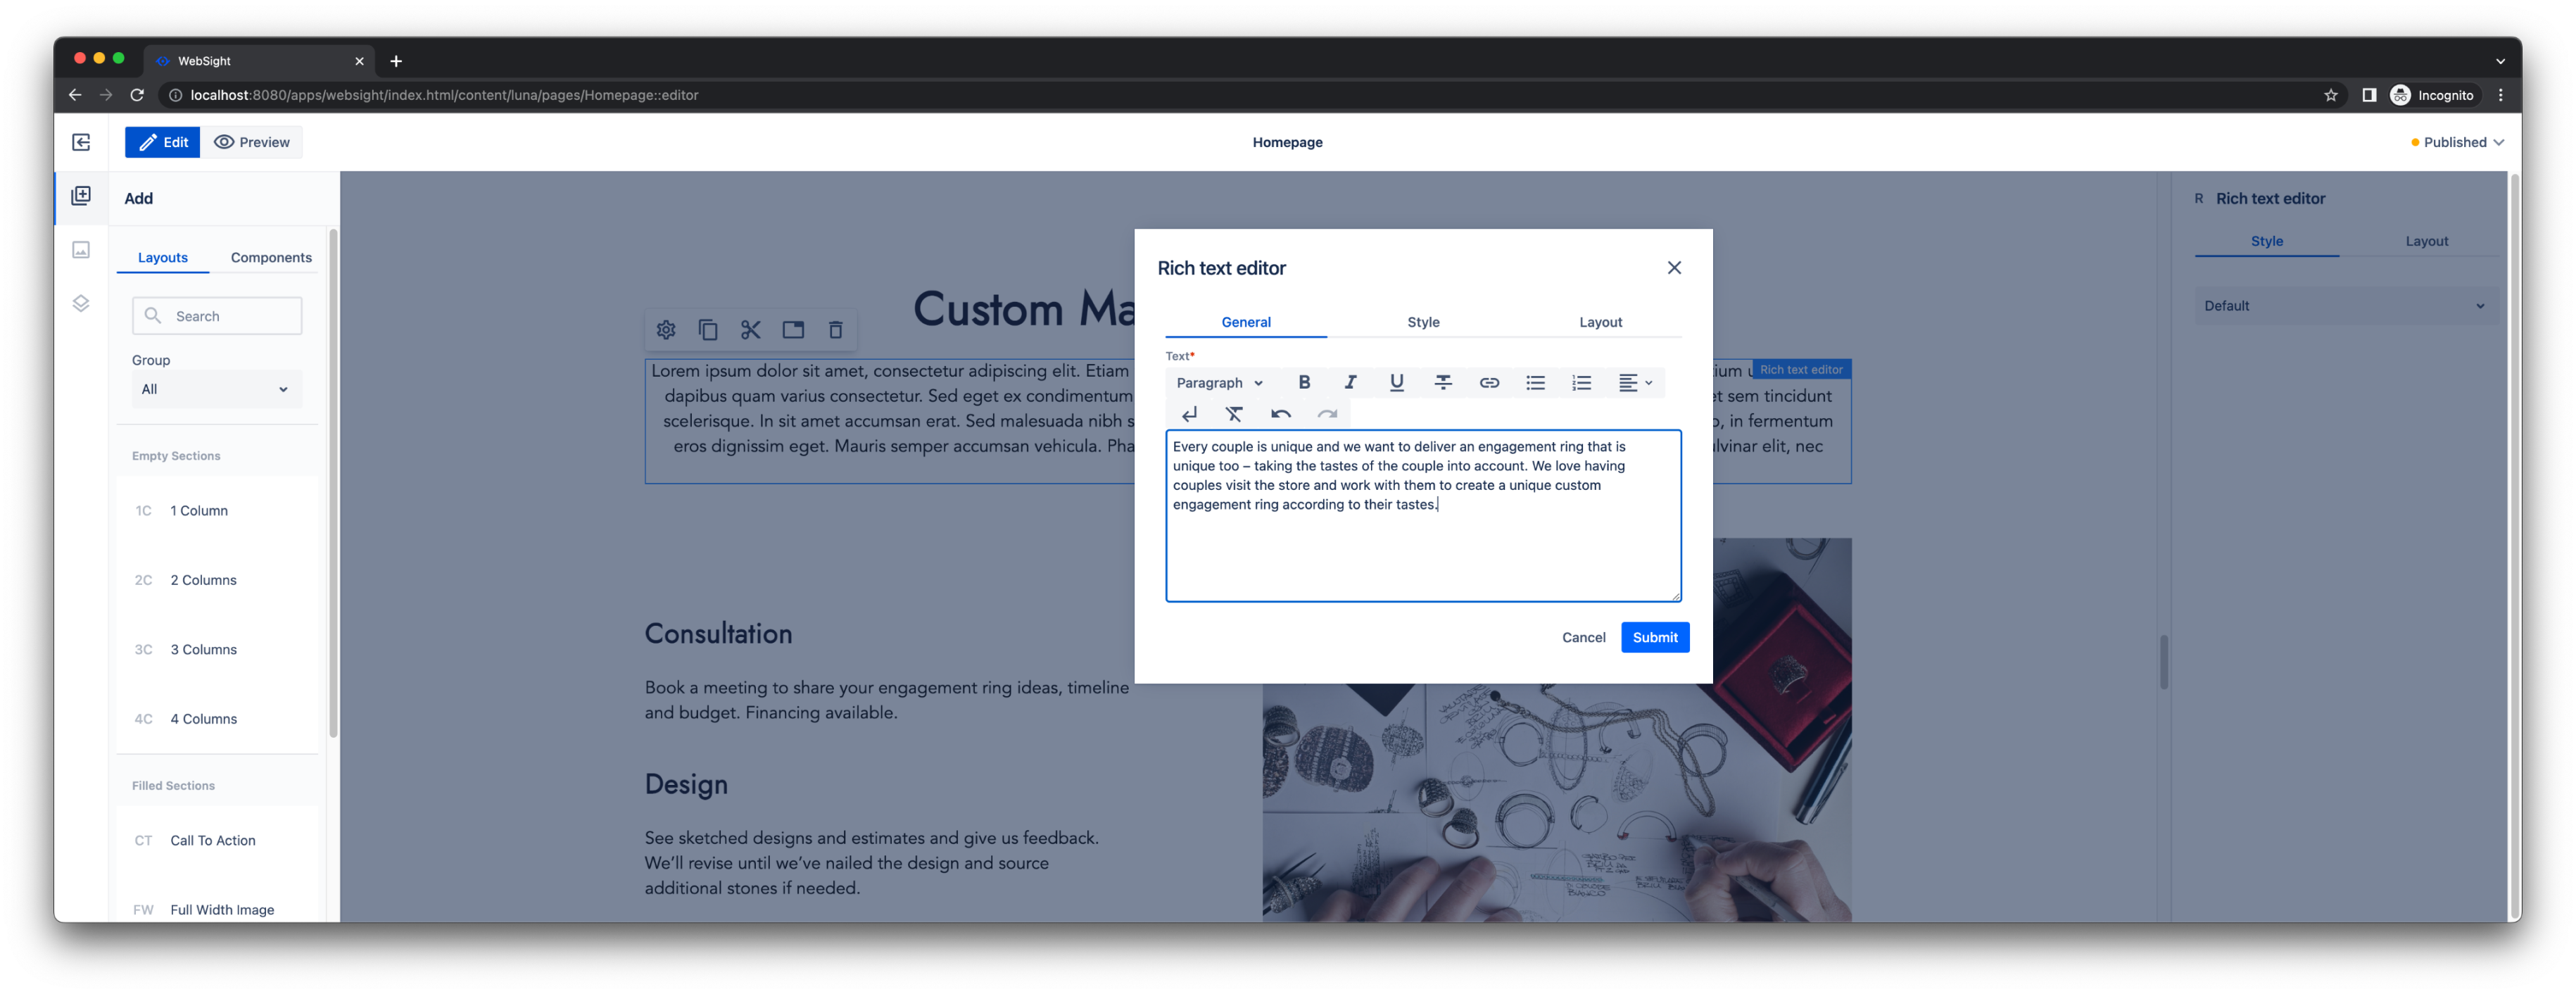 WebSight
localhost:8080/apps/websight/index.html/content/luna/pages/Homepage::editor
Incognito
Edit
Preview
Homepage
Published
Add
Layouts
Components
Search
Group
All
Empty Sections
1C 1 Column
2C 2 Columns
3C 3 Columns
4C 4 Columns
Filled Sections
CT Call To Action
FW Full Width Image
Custom Ma
Lorem ipsum dolor sit amet, consectetur adipiscing elit. Etiam
dapibus quam varius consectetur. Sed eget ex condimentum
scelerisque. In sit amet accumsan erat. Sed malesuada nibh s
eros dignissim eget. Mauris semper accumsan vehicula. Pha
Rich text editor
et sem tincidunt
, in fermentum
ulvinar elit, nec
Consultation
Book a meeting to share your engagement ring ideas, timeline
and budget. Financing available.
Design
See sketched designs and estimates and give us feedback.
We’ll revise until we’ve nailed the design and source
additional stones if needed.
Rich text editor
General
Style
Layout
Text*
Paragraph
Every couple is unique and we want to deliver an engagement ring that is
unique too – taking the tastes of the couple into account. We love having
couples visit the store and work with them to create a unique custom
engagement ring according to their tastes.
Cancel
Submit
R Rich text editor
Style
Layout
Default